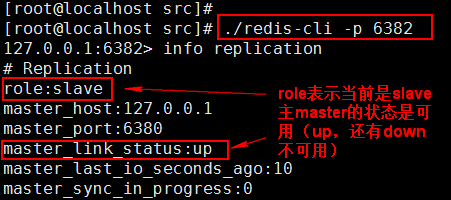 [root@localhost src]#
[root@localhost src]# ./redis-cli -p 6382
127.0.0.1:6382> info replication
# Replication
role:slave
master_host:127.0.0.1
master_port:6380
master_link_status:up
master_last_io_seconds_ago:10
master_sync_in_progress:0
role表示当前是slave
主master的状态是可
用（up，还有down
不可用）